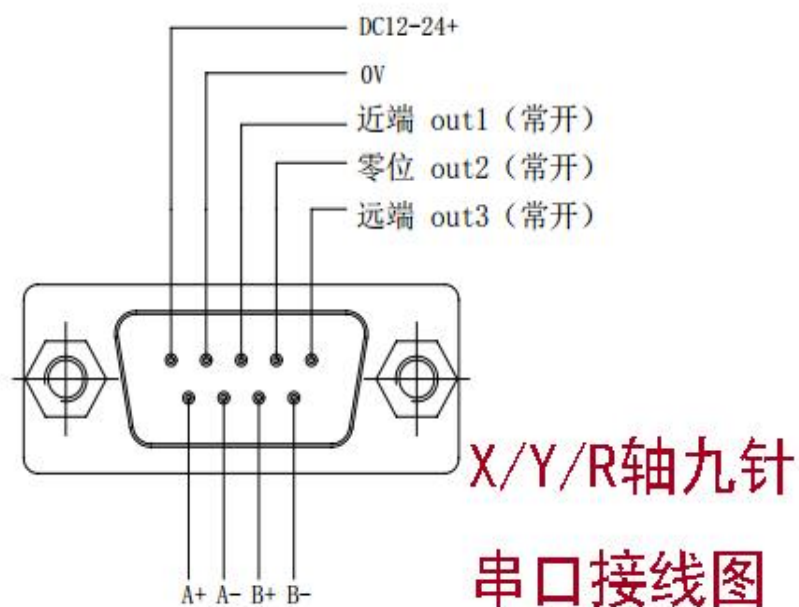 DC12-24+
0V
近端 out1（常开）
零位 out2（常开）
远端 out3（常开）
X/Y/R轴九针
串口接线图
A+ A- B+ B-